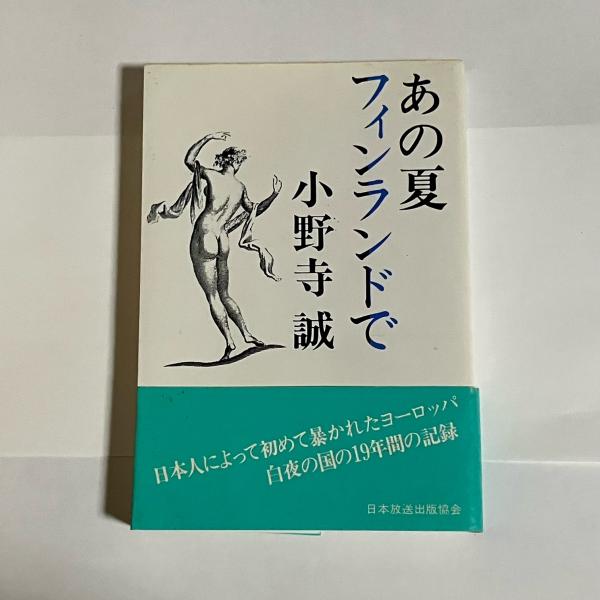 あの夏
フィンランドで
小野寺 誠
日本人によって初めて暴かれたヨーロッパ
白夜の国の19年間の記録
日本放送出版協会